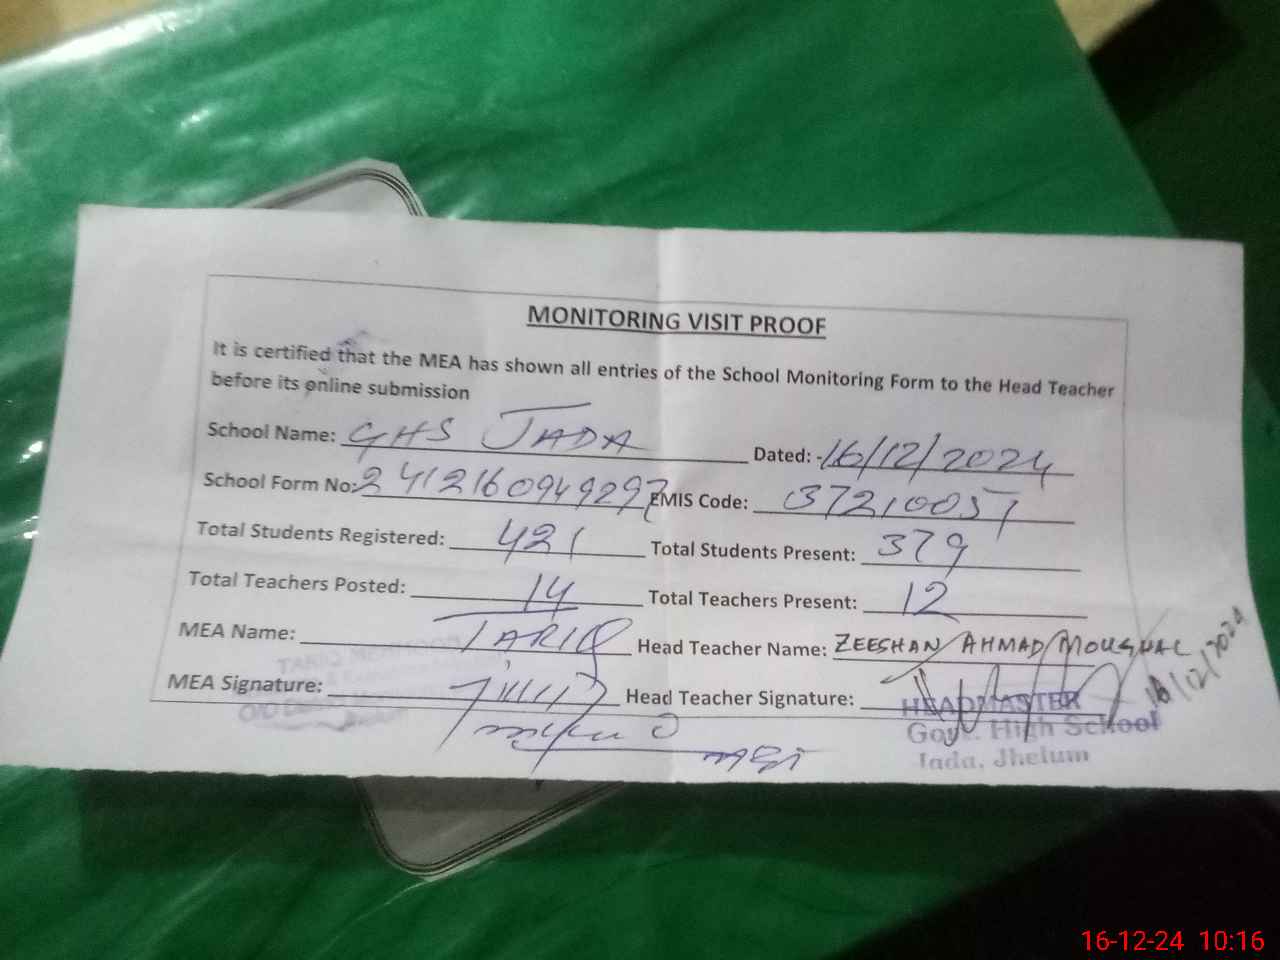 MONITORING VISIT PROOF
It is certified that the MEA has shown all entries of the School Monitoring Form to the Head Teacher
before its online submission
School Name: GHS JADA Dated: - 16/12/2024
School Form No: 2412160949297 EMIS Code: 37210057
Total Students Registered: 421 Total Students Present: 379
Total Teachers Posted: 14 Total Teachers Present: 12
MEA Name: TARIQ Head Teacher Name: ZEESHAN AHMAD MOUGHAL
MEA Signature: Head Teacher Signature:
16/12/2024
HEADMASTER
Govt. High School
Jada, Jhelum
TARIQ MEHMOOD
16-12-24 10:16